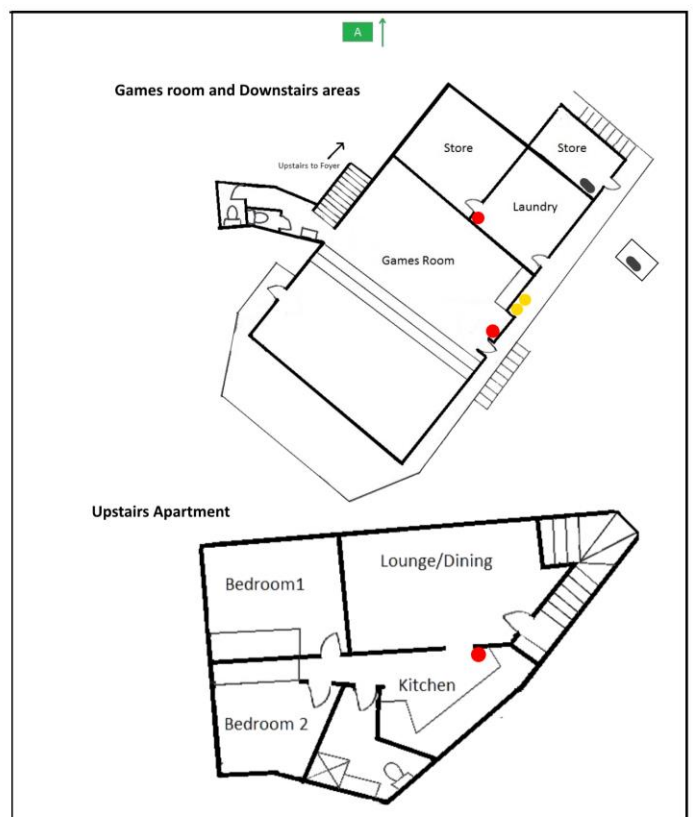 A
Games room and Downstairs areas
Upstairs to Foyer
Store
Store
Laundry
Games Room
Upstairs Apartment
Lounge/Dining
Bedroom1
Kitchen
Bedroom 2